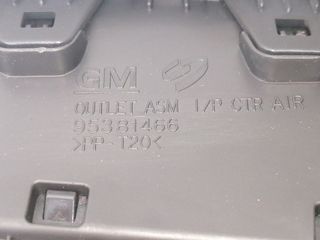 GM
OUTLET ASM I/P CTR AIR
95381466
>PP-T20<